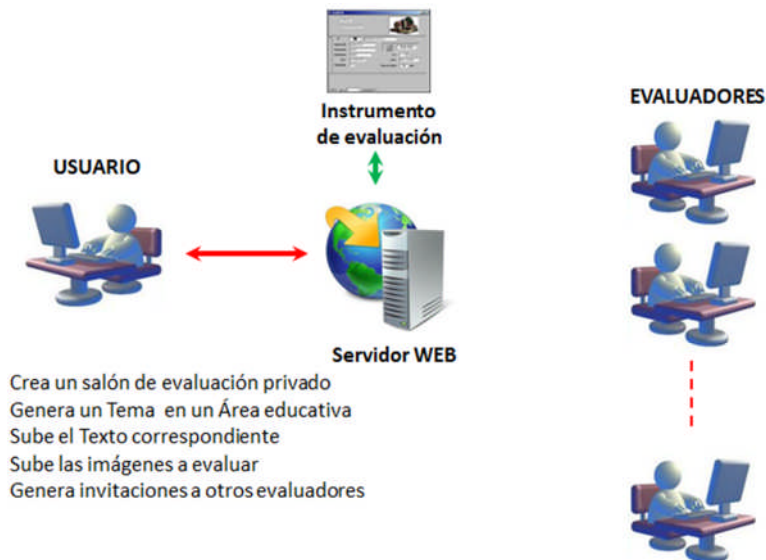 Instrumento
de evaluación
EVALUADORES
USUARIO
Servidor WEB
Crea un salón de evaluación privado
Genera un Tema en un Área educativa
Sube el Texto correspondiente
Sube las imágenes a evaluar
Genera invitaciones a otros evaluadores